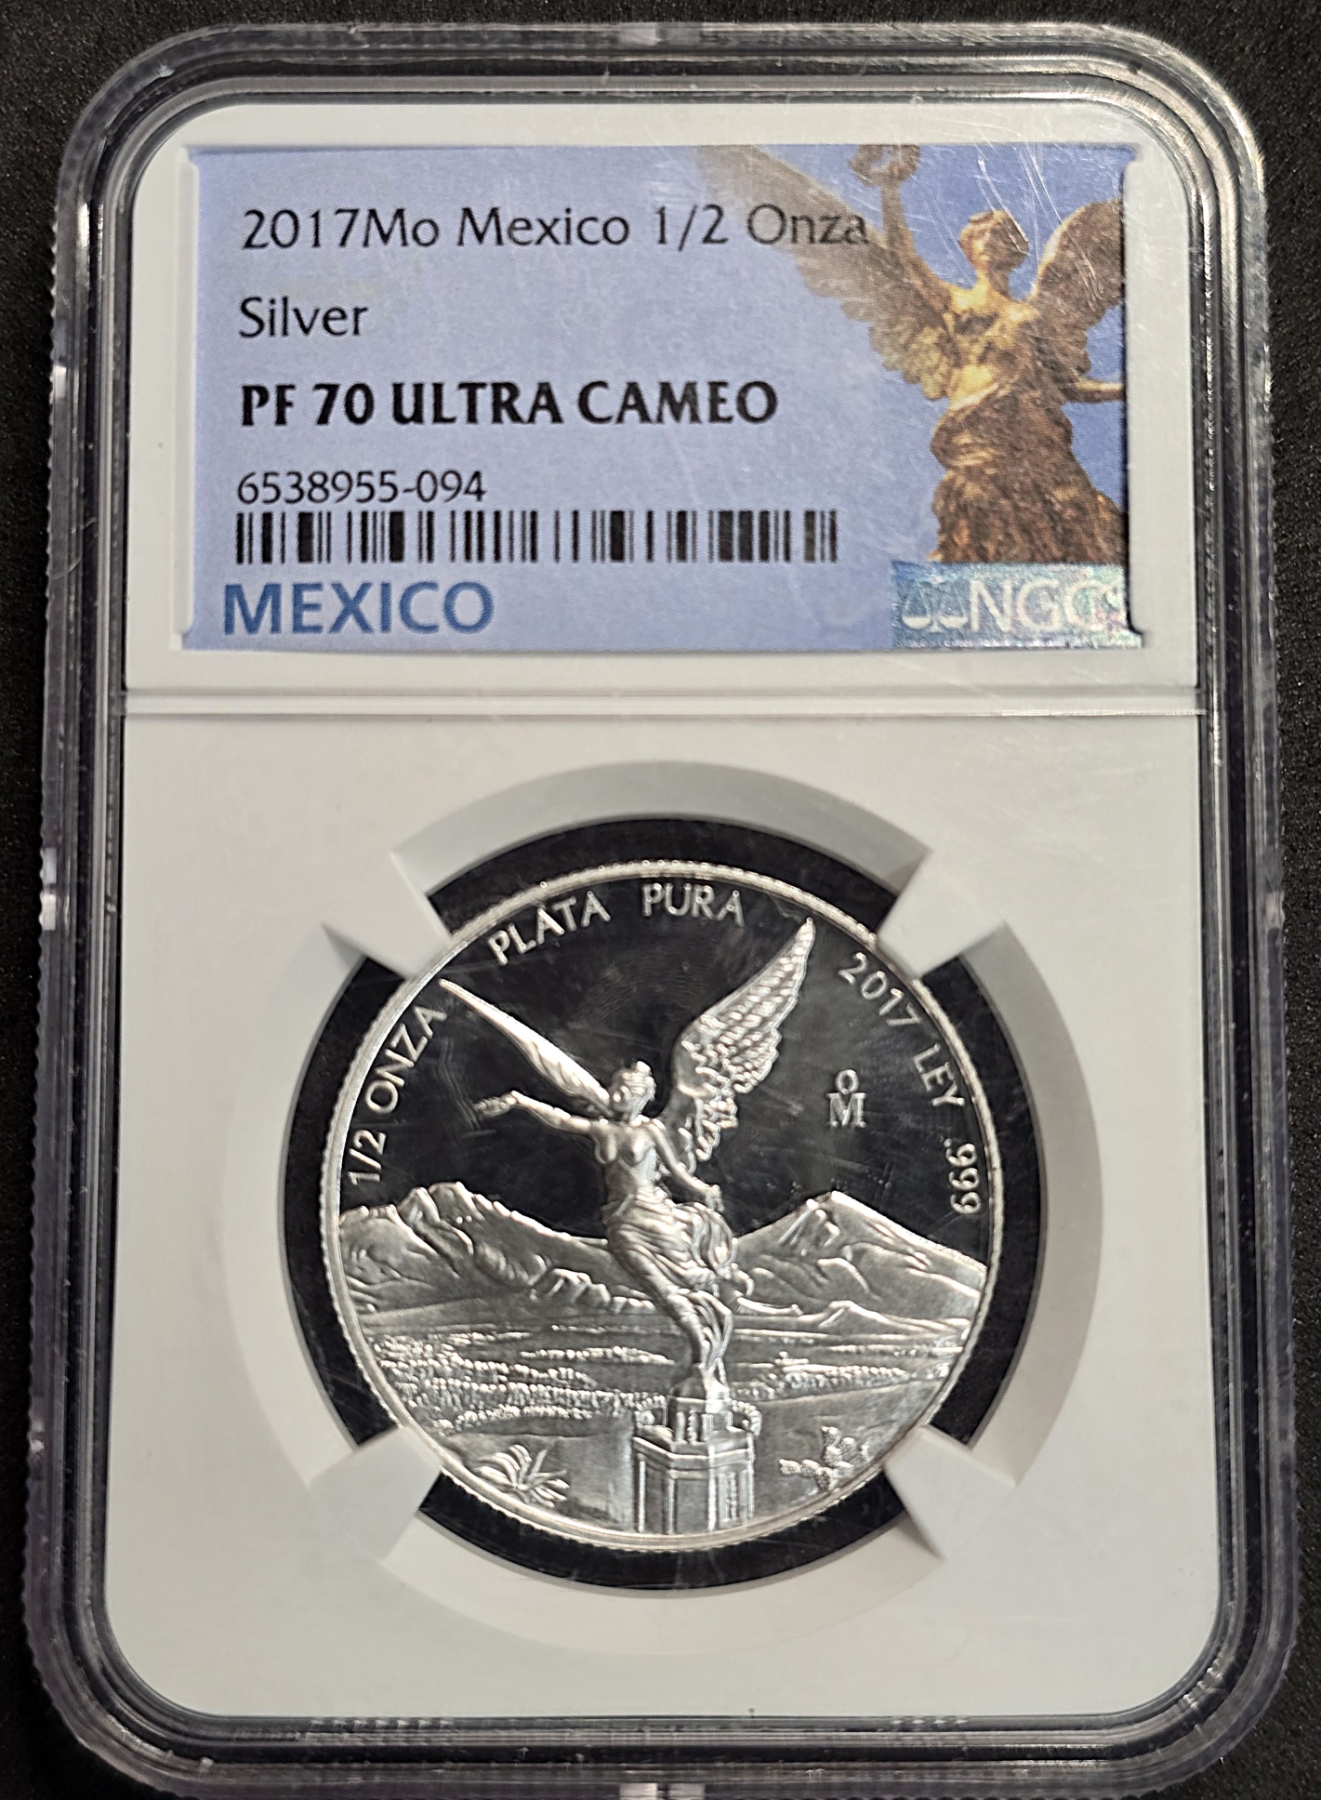 2017Mo Mexico 1/2 Onza
Silver
PF 70 ULTRA CAMEO
6538955-094
MEXICO
NGC
1/2 ONZA PLATA PURA 2017 LEY .999
oM